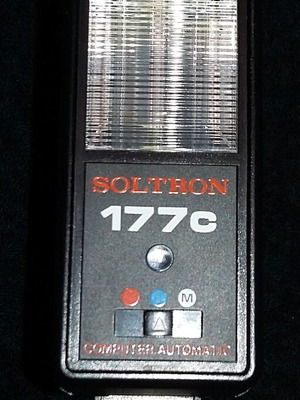 SOLTRON
177C
M
COMPUTER AUTOMATIC